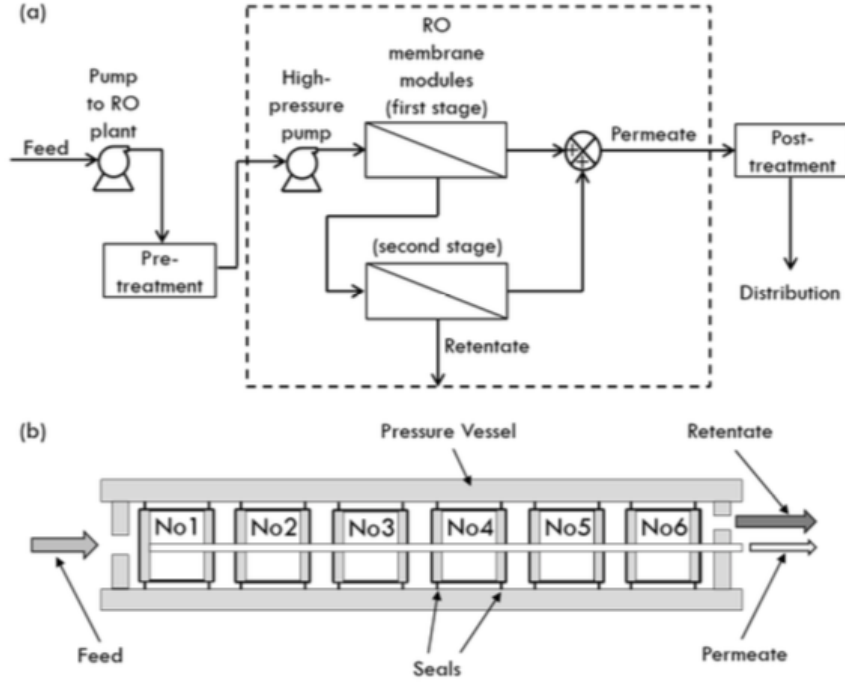 (a)
Pump
to RO
plant
Feed
Pre-
treatment
High-
pressure
pump
RO
membrane
modules
(first stage)
(second stage)
Retentate
Permeate
Post-
treatment
Distribution
(b)
Pressure Vessel
Retentate
No1
No2
No3
No4
No5
No6
Feed
Seals
Permeate